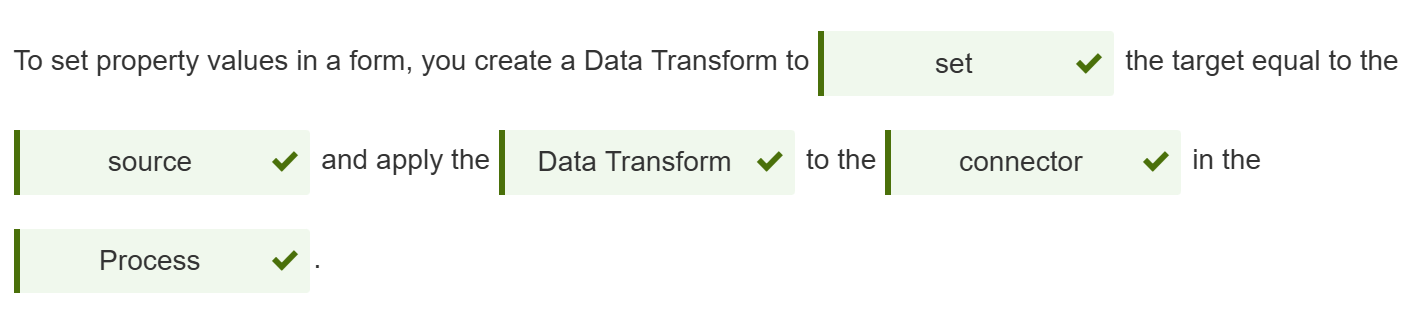 To set property values in a form, you create a Data Transform to set the target equal to the
source and apply the Data Transform to the connector in the
Process .